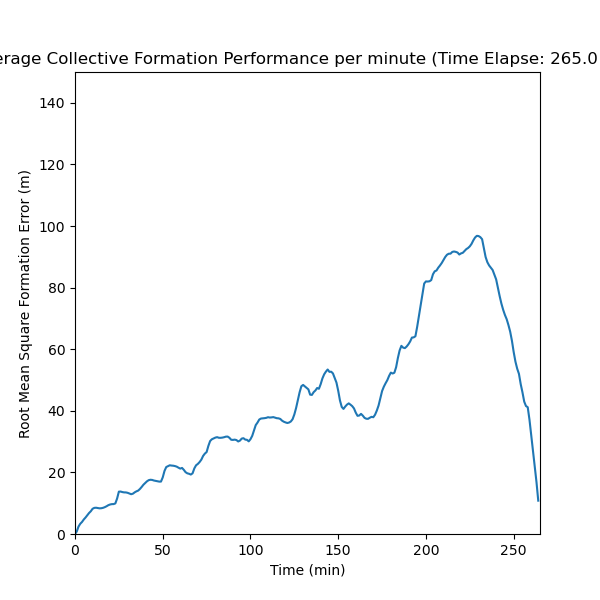 erage Collective Formation Performance per minute (Time Elapse: 265.0
140
120
100
80
60
40
20
0
Root Mean Square Formation Error (m)
0 50 100 150 200 250
Time (min)